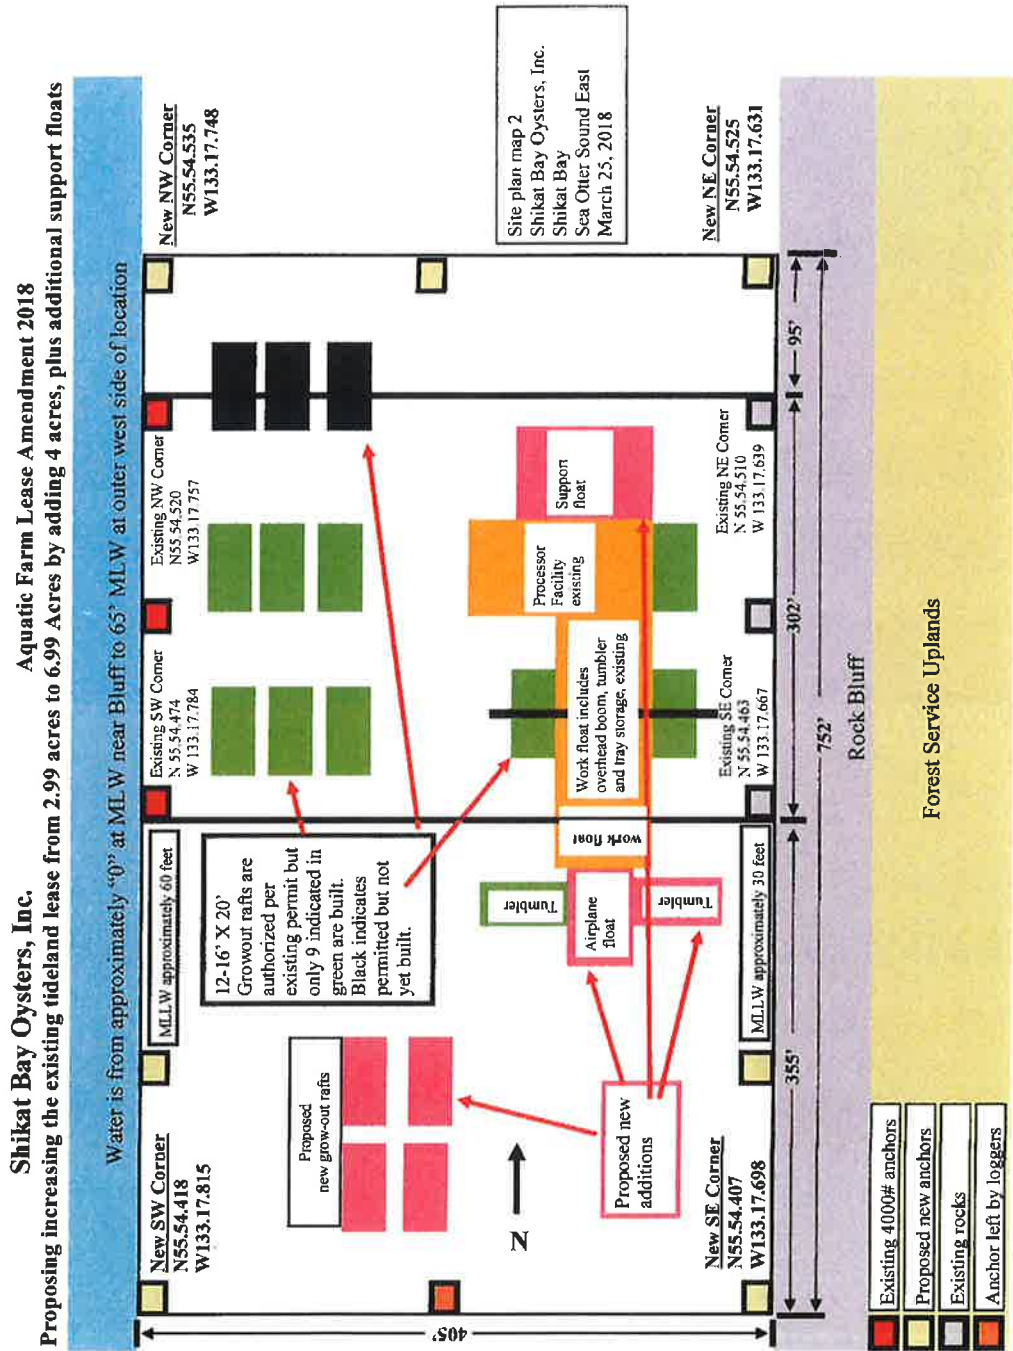 Shikat Bay Oysters, Inc.
Aquatic Farm Lease Amendment 2018
Proposing increasing the existing tideland lease from 2.99 acres to 6.99 Acres by adding 4 acres, plus additional support floats
Water is from approximately "0" at MLW near Bluff to 65' MLW at outer west side of location
New SW Corner
N55.54.418
W133.17.815
MLLW approximately 60 feet
Existing SW Corner
N 55.54.474
W 133.17.784
Existing NW Corner
N55.54.520
W133.17.757
New NW Corner
N55.54.535
W133.17.748
Proposed
new grow-out rafts
12-16' X 20'
Growout rafts are
authorized per
existing permit but
only 9 indicated in
green are built.
Black indicates
permitted but not
yet built.
Site plan map 2
Shikat Bay Oysters, Inc.
Shikat Bay
Sea Otter Sound East
March 25, 2018
405'
N
Proposed new
additions
Tumbler
Airplane
float
Tumbler
work float
Work float includes
overhead boom, tumbler
and tray storage, existing
Processor
Facility
existing
Support
float
New SE Corner
N55.54.407
W133.17.698
MLLW approximately 30 feet
Existing SE Corner
N 55.54.463
W 133.17.667
Existing NE Corner
N 55.54.510
W 133.17.639
New NE Corner
N55.54.525
W133.17.631
355'
302'
95'
752'
Rock Bluff
Forest Service Uplands
Existing 4000# anchors
Proposed new anchors
Existing rocks
Anchor left by loggers